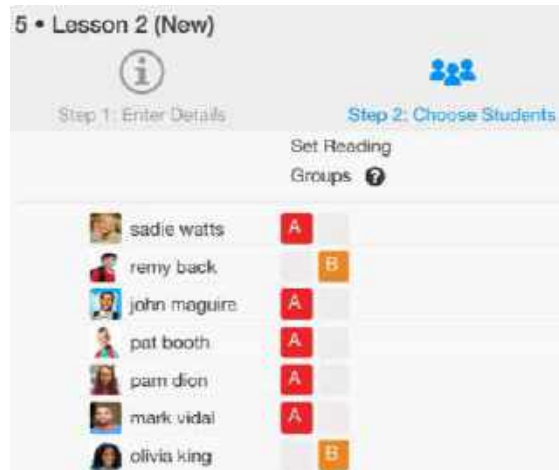 5 • Lesson 2 (New)
Step 1: Enter Details
Step 2: Choose Students
Set Reading
Groups ?
sadie watts A
remy back B
john maguire A
pat booth A
pam dion A
mark vidal A
olivia king B